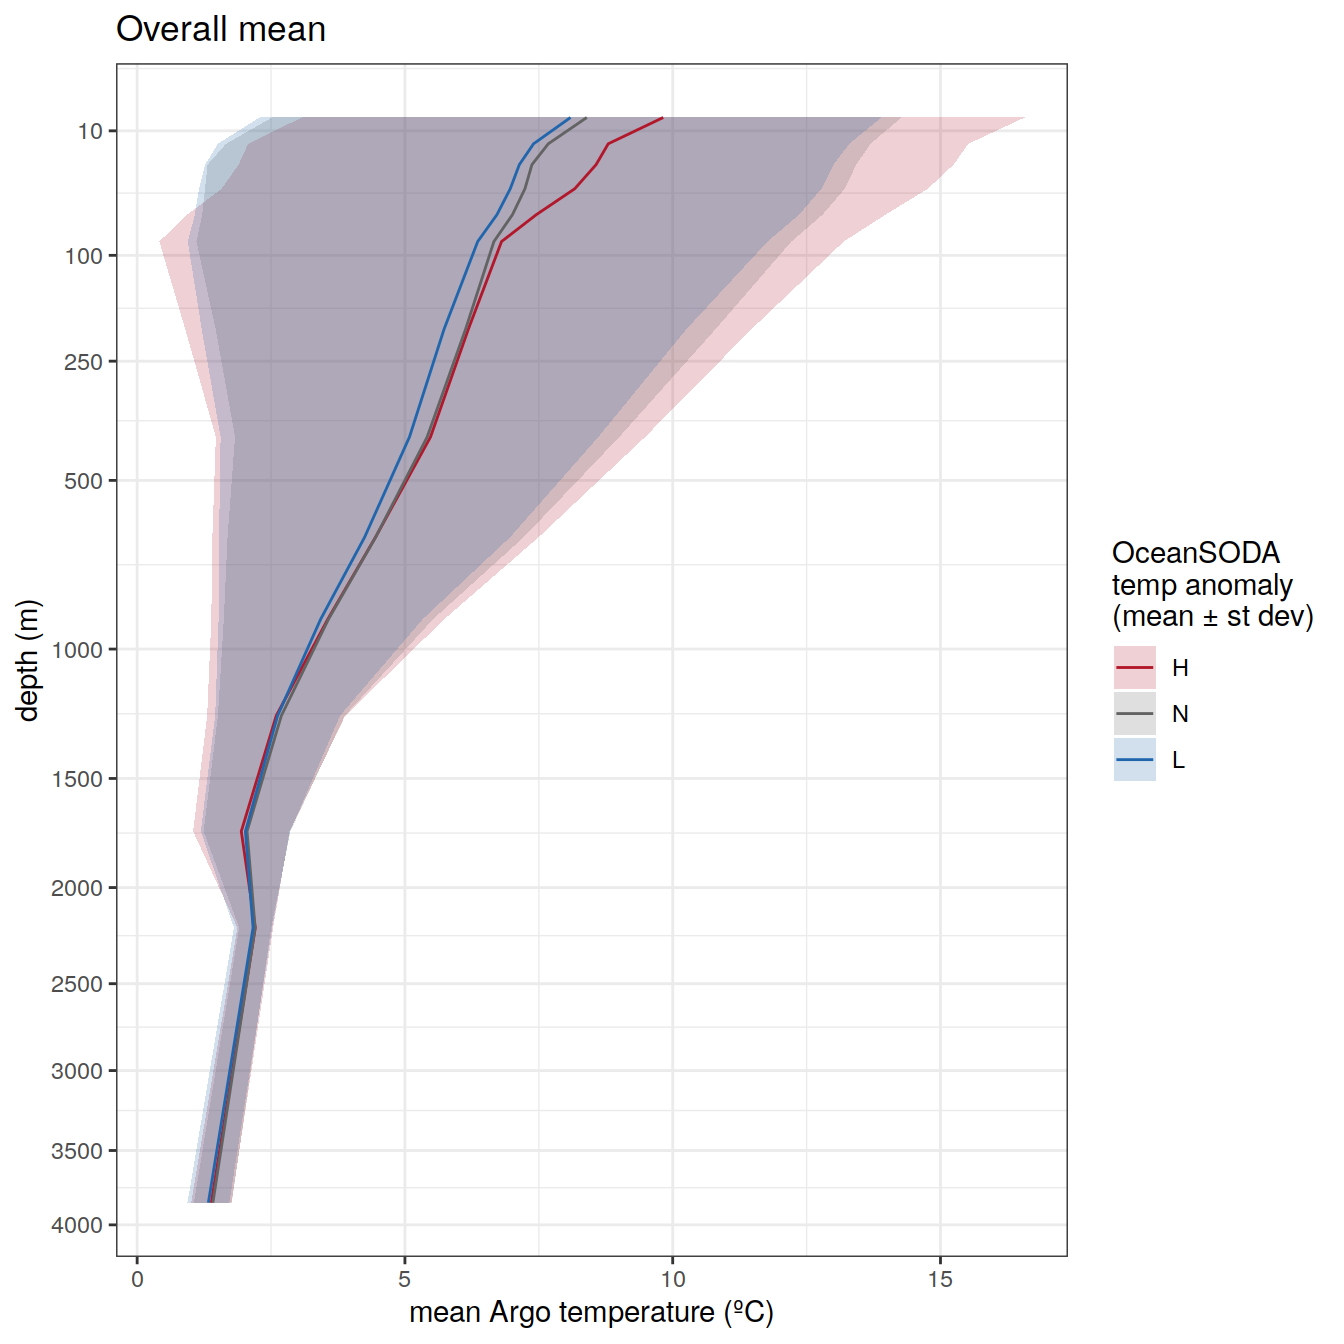 Overall mean
10
100
250
500
1000
1500
2000
2500
3000
3500
4000
depth (m)
0 5 10 15
mean Argo temperature (ºC)
OceanSODA
temp anomaly
(mean ± st dev)
H
N
L